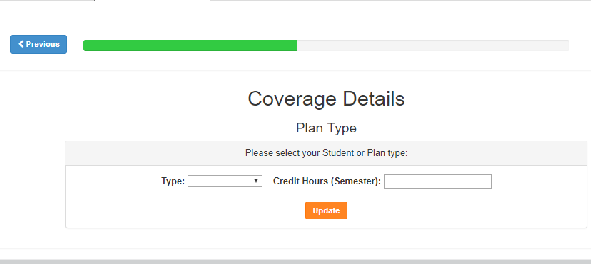 Previous
Coverage Details
Plan Type
Please select your Student or Plan type:
Type: Credit Hours (Semester):
Update